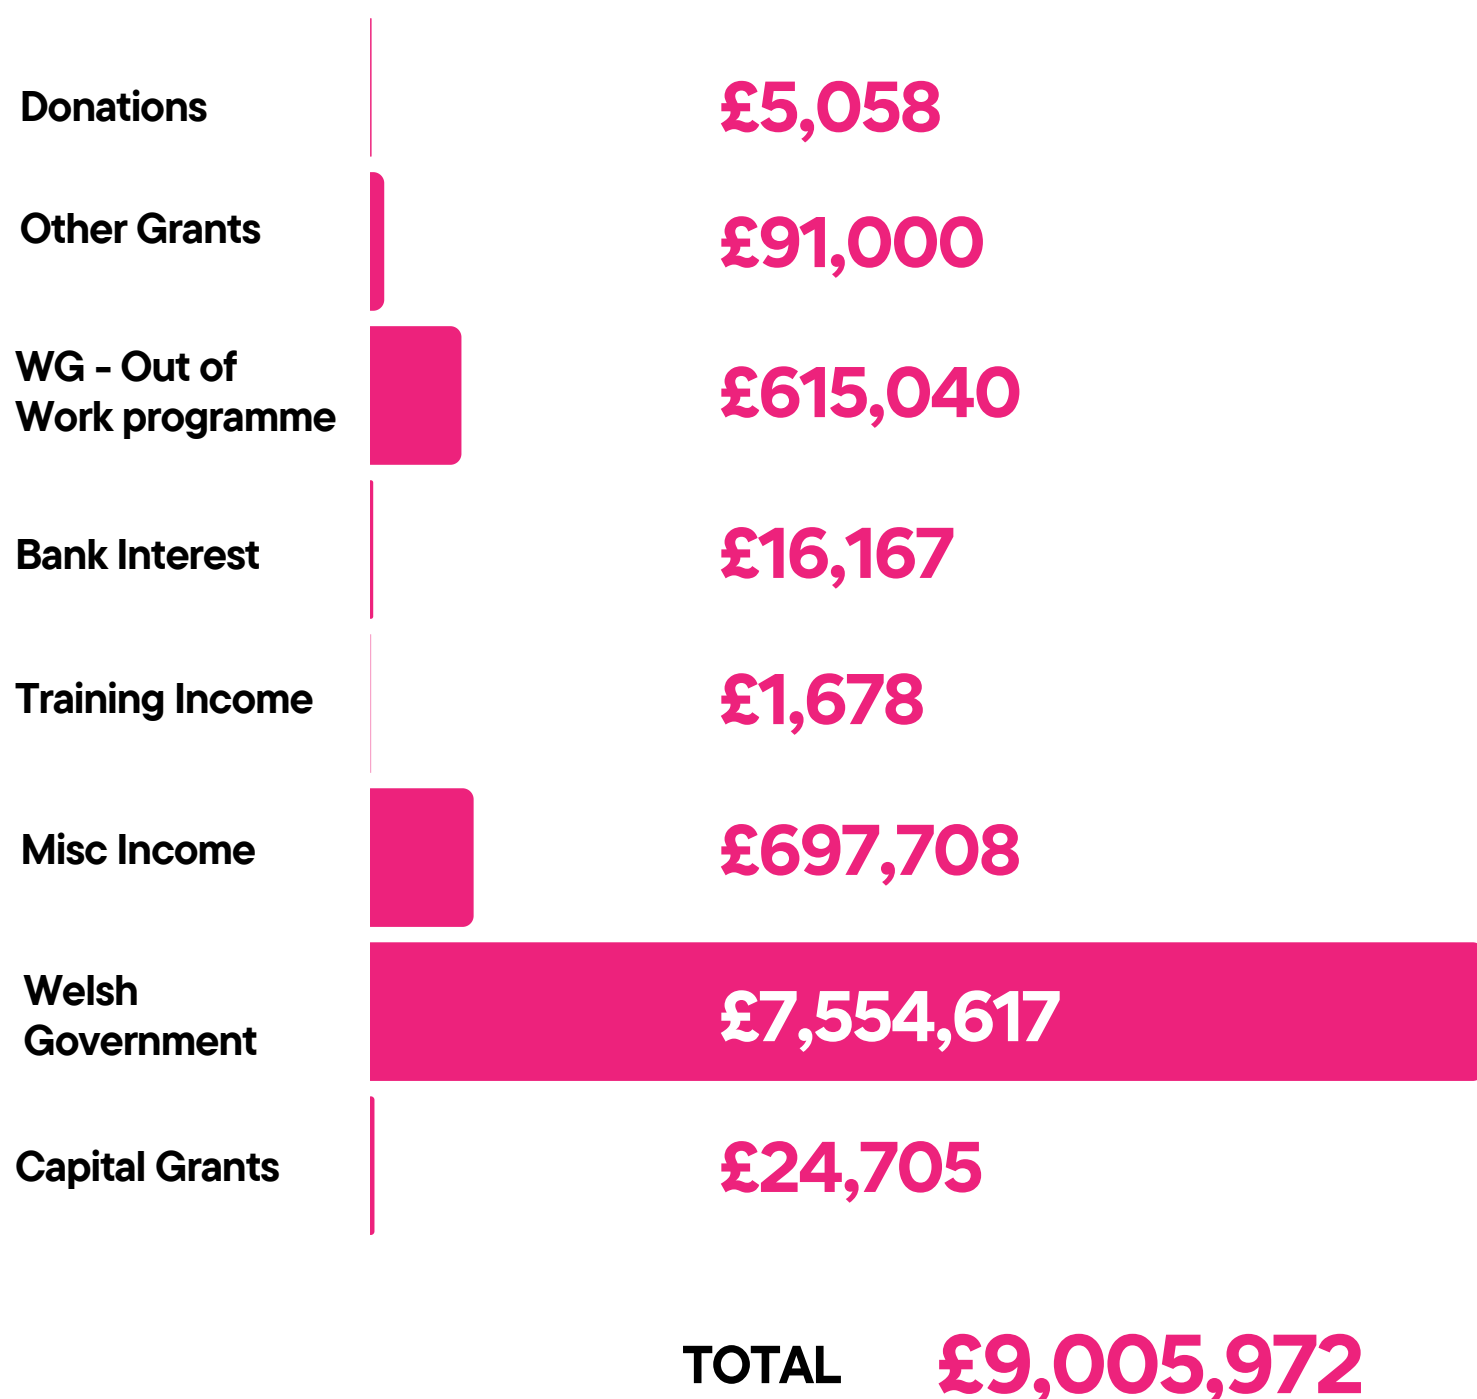 Donations £5,058
Other Grants £91,000
WG - Out of
Work programme £615,040
Bank Interest £16,167
Training Income £1,678
Misc Income £697,708
Welsh
Government £7,554,617
Capital Grants £24,705
TOTAL £9,005,972